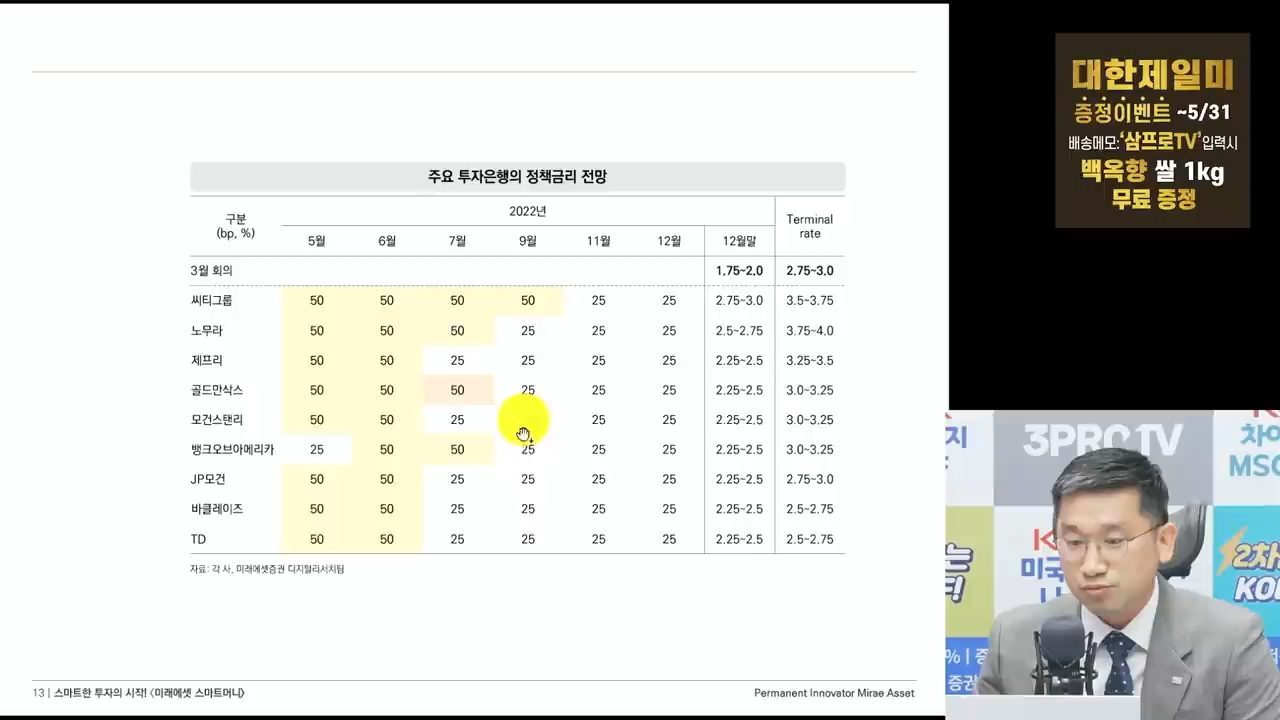 주요 투자은행의 정책금리 전망
구분
(bp, %)
2022년
Terminal
rate
5월 6월 7월 9월 11월 12월 12월말
3월 회의 1.75~2.0 2.75~3.0
씨티그룹 50 50 50 50 25 25 2.75~3.0 3.5~3.75
노무라 50 50 50 25 25 25 2.5~2.75 3.75~4.0
제프리 50 50 25 25 25 25 2.25~2.5 3.25~3.5
골드만삭스 50 50 50 25 25 25 2.25~2.5 3.0~3.25
모건스탠리 50 50 25 25 25 2.25~2.5 3.0~3.25
뱅크오브아메리카 25 50 50 25 25 25 2.25~2.5 3.0~3.25
JP모건 50 50 25 25 25 25 2.25~2.5 2.75~3.0
바클레이즈 50 50 25 25 25 25 2.25~2.5 2.5~2.75
TD 50 50 25 25 25 25 2.25~2.5 2.5~2.75
자료: 각 사, 미래에셋증권 디지털리서치팀
13 | 스마트한 투자의 시작! 《미래에셋 스마트머니》
Permanent Innovator Mirae Asset
대한제일미
증정이벤트 ~5/31
배송메모:'삼프로TV'입력시
백옥향 쌀 1kg
무료 증정
3PRO TV
지
차이
MSC
미국
나
는
!
2차
KO
% | 증
증권